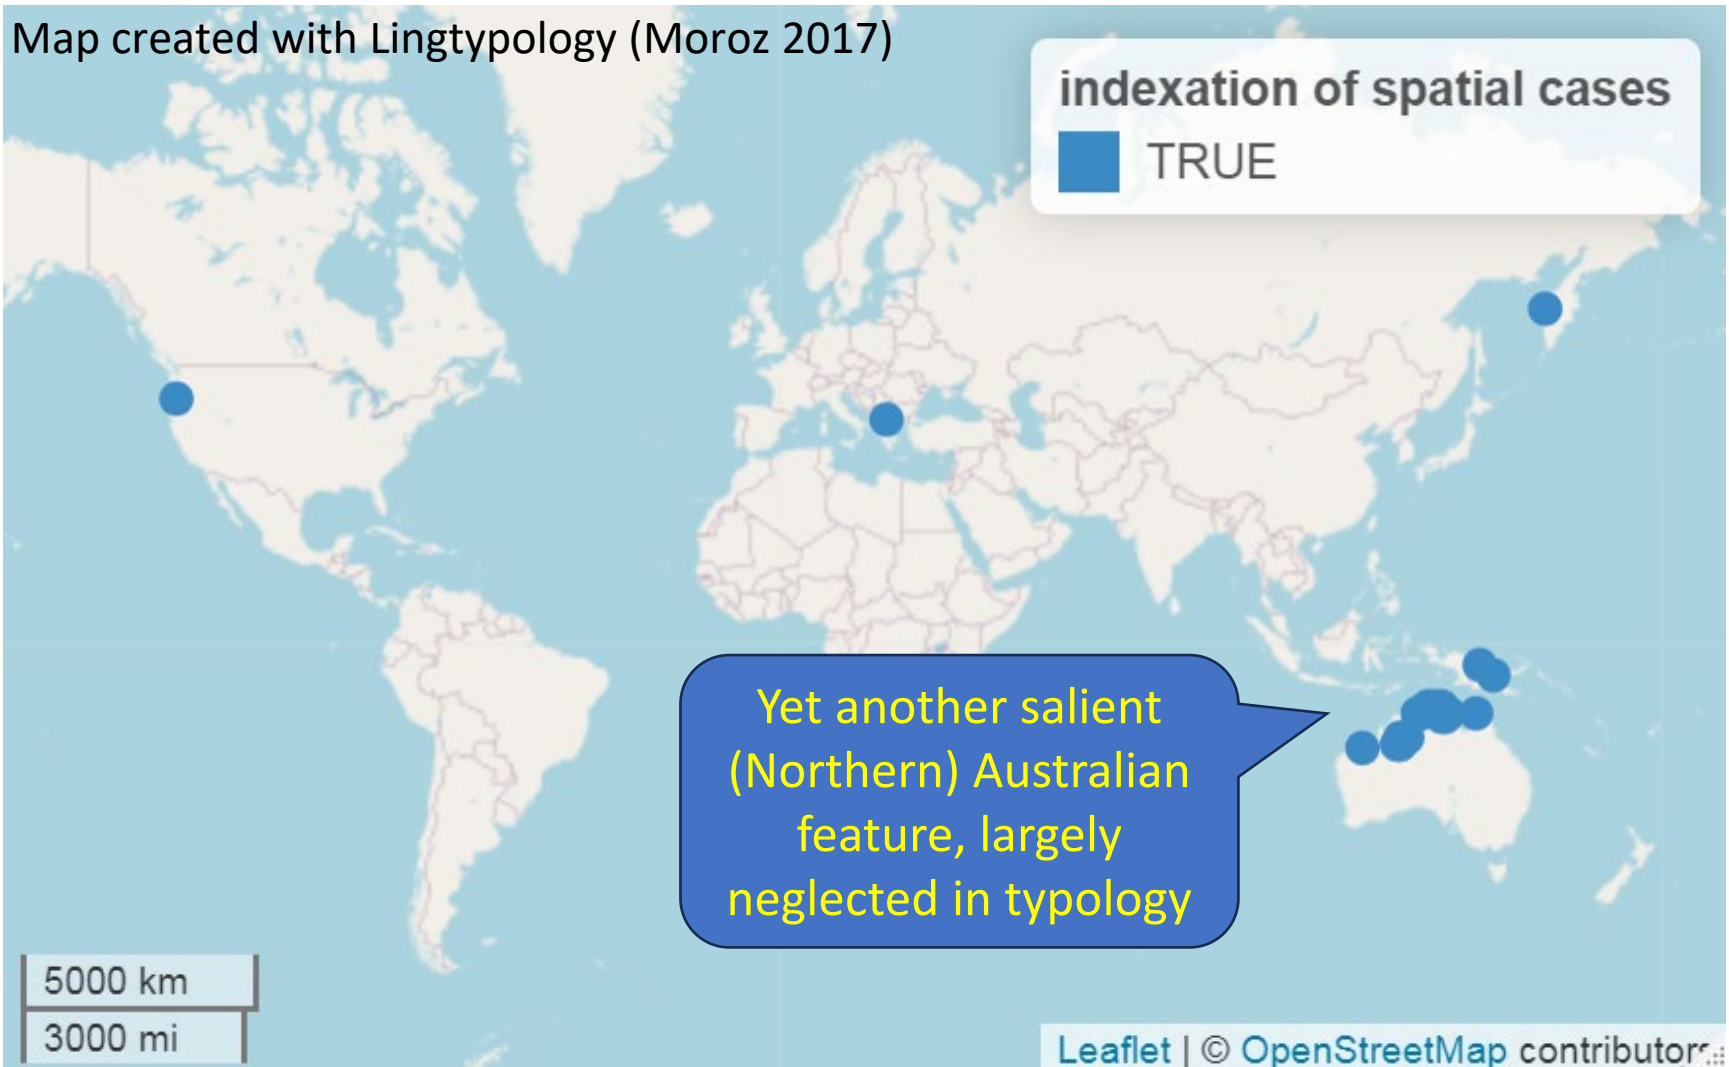 Map created with Lingtypology (Moroz 2017)
indexation of spatial cases
TRUE
Yet another salient
(Northern) Australian
feature, largely
neglected in typology
5000 km
3000 mi
Leaflet | © OpenStreetMap contributors